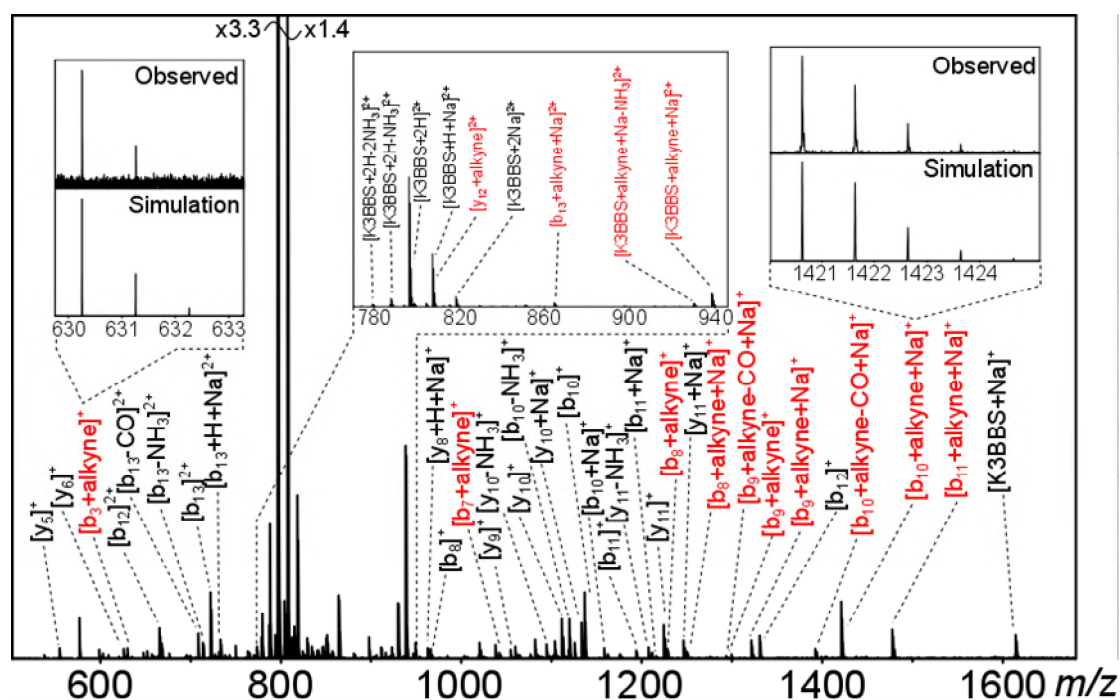 x3.3
x1.4
Observed
Simulation
630 631 632 633
[K3BBS+2H-2NH3]2+
[K3BBS+2H-NH3]2+
[K3BBS+2H]2+
[K3BBS+H+Na]2+
[y12+alkyne]2+
[K3BBS+2Na]2+
[b13+alkyne+Na]2+
[K3BBS+alkyne+Na-NH3]2+
[K3BBS+alkyne+Na]2+
780 820 860 900 940
Observed
Simulation
1421 1422 1423 1424
[y5]+
[y6]+
[b3+alkyne]+
[b12]2+
[b13-CO]2+
[b13-NH3]2+
[b13]2+
[b13+H+Na]2+
[y8+H+Na]+
[b8]+
[b7+alkyne]+
[y9]+
[y10-NH3]+
[y10]+
[b10-NH3]+
[y10+Na]+
[b10]+
[b10+Na]+
[b11]+
[y11-NH3]+
[b11+Na]+
[y11]+
[b8+alkyne]+
[y11+Na]+
[b8+alkyne+Na]+
[b9+alkyne-CO+Na]+
[b9+alkyne]+
[b9+alkyne+Na]+
[b12]+
[b10+alkyne-CO+Na]+
[b10+alkyne+Na]+
[b11+alkyne+Na]+
[K3BBS+Na]+
600 800 1000 1200 1400 1600 m/z